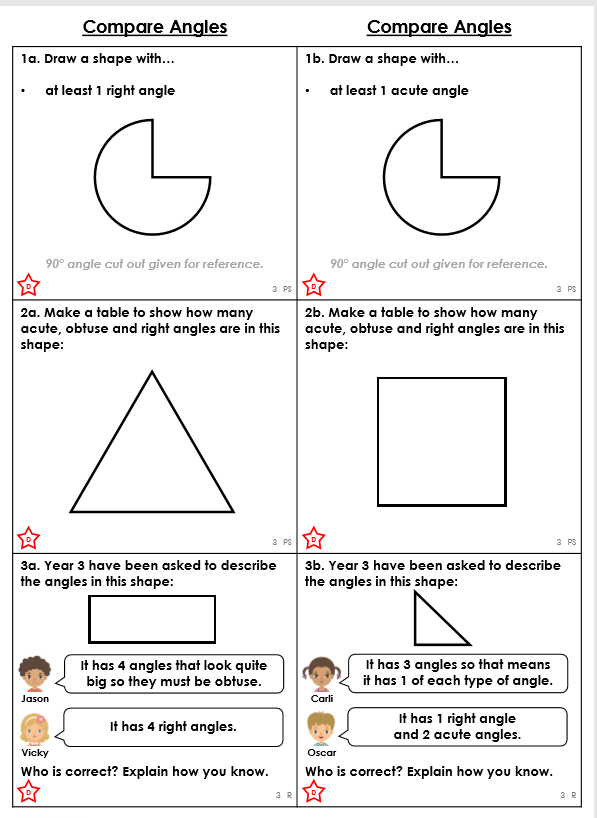 Compare Angles
Compare Angles
1a. Draw a shape with…
• at least 1 right angle
90° angle cut out given for reference.
D
3 PS
1b. Draw a shape with…
• at least 1 acute angle
90° angle cut out given for reference.
D
3 PS
2a. Make a table to show how many
acute, obtuse and right angles are in this
shape:
D
3 PS
2b. Make a table to show how many
acute, obtuse and right angles are in this
shape:
D
3 PS
3a. Year 3 have been asked to describe
the angles in this shape:
It has 4 angles that look quite
big so they must be obtuse.
Jason
It has 4 right angles.
Vicky
Who is correct? Explain how you know.
D
3 R
3b. Year 3 have been asked to describe
the angles in this shape:
It has 3 angles so that means
it has 1 of each type of angle.
Carli
It has 1 right angle
and 2 acute angles.
Oscar
Who is correct? Explain how you know.
D
3 R